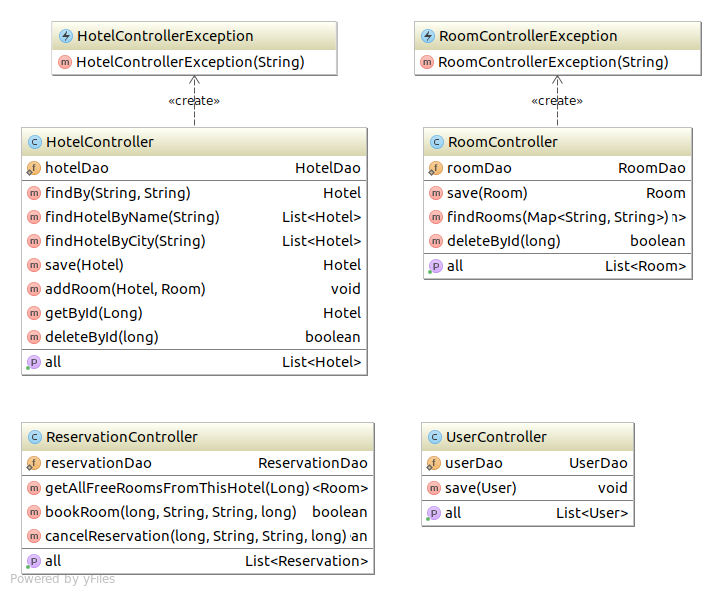 HotelControllerException
HotelControllerException(String)
RoomControllerException
RoomControllerException(String)
«create»
«create»
HotelController
hotelDao HotelDao
findBy(String, String) Hotel
findHotelByName(String) List<Hotel>
findHotelByCity(String) List<Hotel>
save(Hotel) Hotel
addRoom(Hotel, Room) void
getById(Long) Hotel
deleteById(long) boolean
all List<Hotel>
RoomController
roomDao RoomDao
save(Room) Room
findRooms(Map<String, String>) n>
deleteById(long) boolean
all List<Room>
ReservationController
reservationDao ReservationDao
getAllFreeRoomsFromThisHotel(Long) <Room>
bookRoom(long, String, String, long) boolean
cancelReservation(long, String, String, long) an
all List<Reservation>
UserController
userDao UserDao
save(User) void
all List<User>
Powered by yFiles